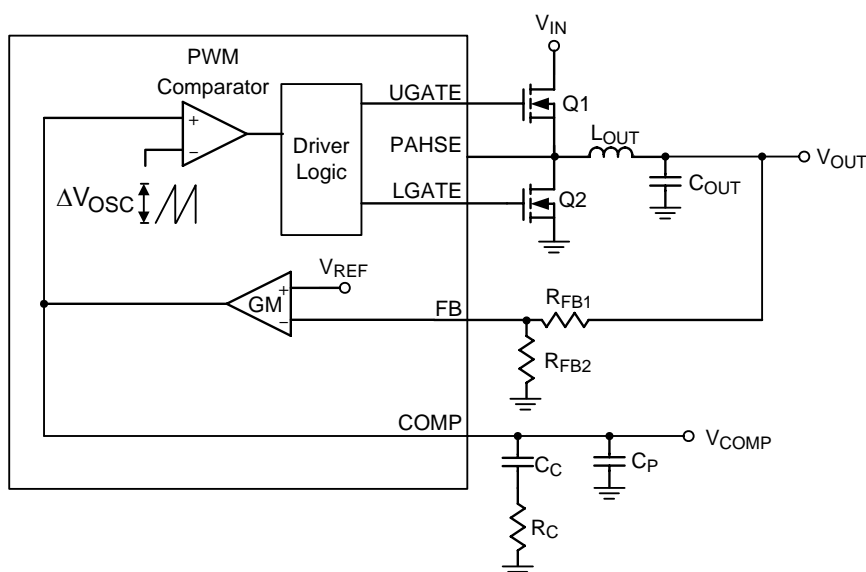 V_IN
PWM
Comparator
UGATE
Q1
+
−
Driver
Logic
PAHSE
L_OUT
V_OUT
C_OUT
ΔV_OSC
LGATE
Q2
V_REF
GM
+
−
FB
R_FB1
R_FB2
COMP
V_COMP
C_C
C_P
R_C